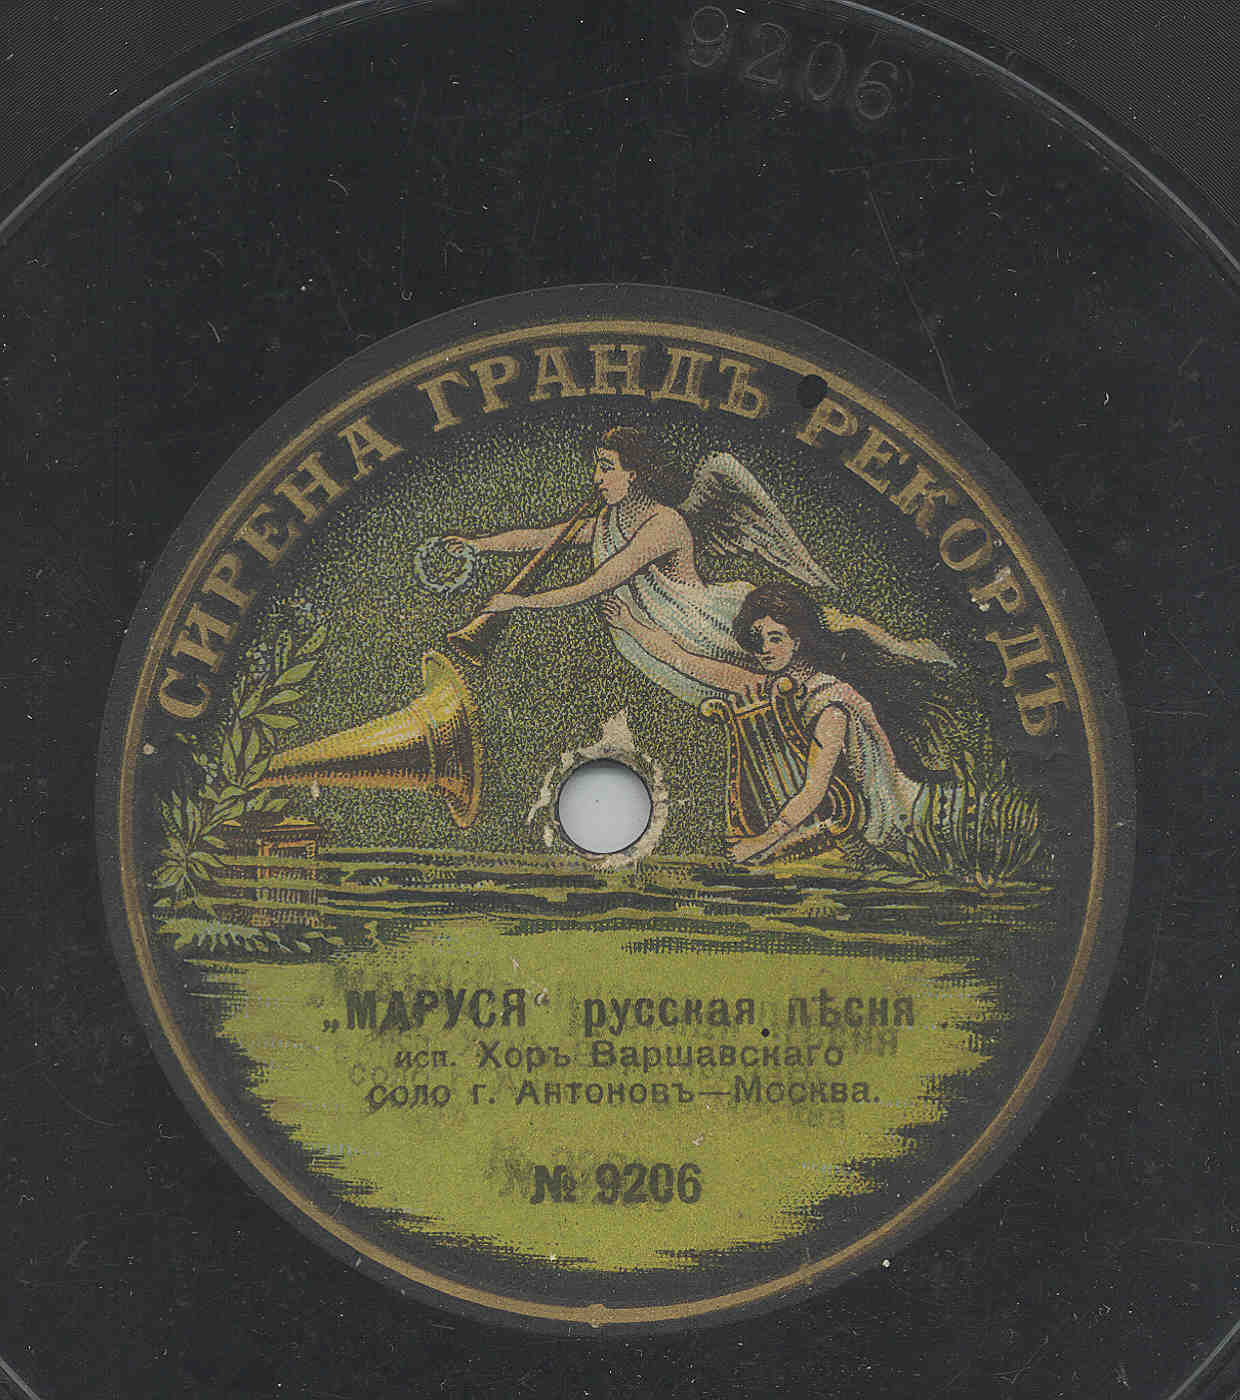 9206
СИРЕНА ГРАНДЪ РЕКОРДЪ
„МАРУСЯ“ русская пѣсня
исп. Хоръ Варшавскаго
соло г. Антоновъ—Москва.
№ 9206